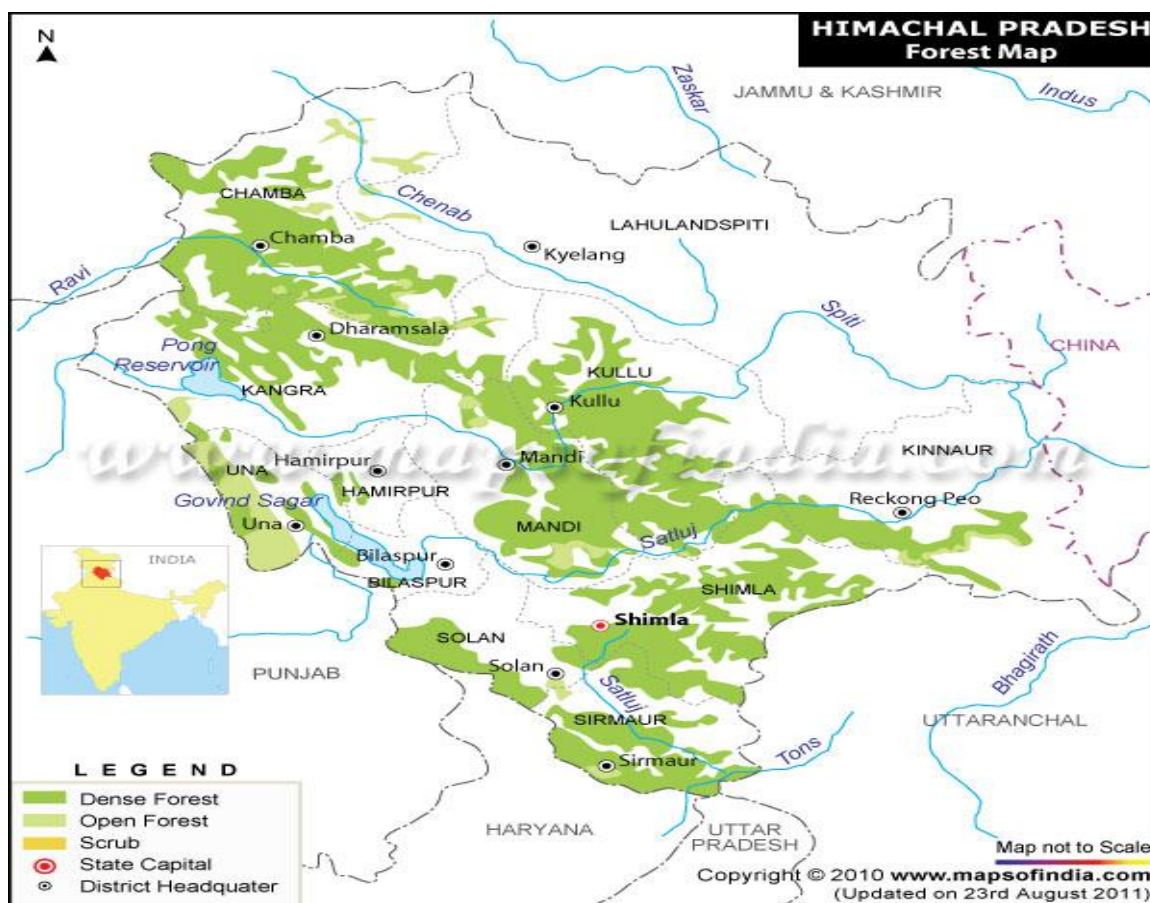 HIMACHAL PRADESH
Forest Map
N
JAMMU & KASHMIR
Zaskar
Indus
CHAMBA
Chenab
LAHULANDSPITI
Chamba
Kyelang
Ravi
Spiti
Dharamsala
Pong
Reservoir
CHINA
KULLU
KANGRA
Kullu
www.mapsofindia.com
KINNAUR
Mandi
Hamirpur
UNA
HAMIRPUR
Reckong Peo
Govind Sagar
Una
MANDI
Satluj
INDIA
Bilaspur
BILASPUR
SHIMLA
Shimla
SOLAN
Solan
PUNJAB
Satluj
Bhagirath
SIRMAUR
UTTARANCHAL
Tons
Sirmaur
LEGEND
Dense Forest
Open Forest
Scrub
State Capital
District Headquater
HARYANA
UTTAR
PRADESH
Map not to Scale
Copyright © 2010 www.mapsofindia.com
(Updated on 23rd August 2011)